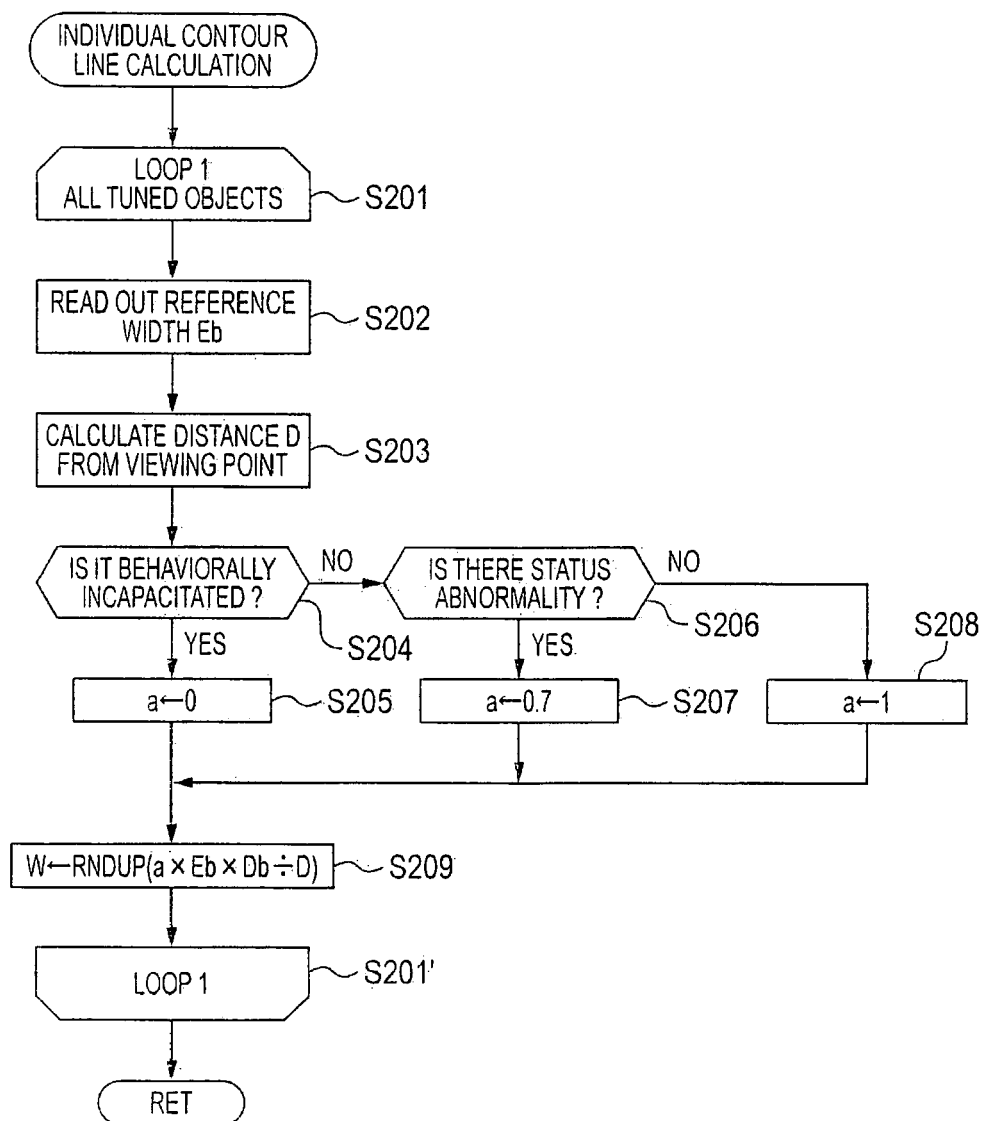 INDIVIDUAL CONTOUR
LINE CALCULATION
LOOP 1
ALL TUNED OBJECTS
S201
READ OUT REFERENCE
WIDTH Eb
S202
CALCULATE DISTANCE D
FROM VIEWING POINT
S203
IS IT BEHAVIORALLY
INCAPACITATED ?
NO
IS THERE STATUS
ABNORMALITY ?
NO
S204
S206
YES
YES
S208
a←0
S205
a←0.7
S207
a←1
W←RNDUP(a × Eb × Db ÷ D)
S209
LOOP 1
S201'
RET